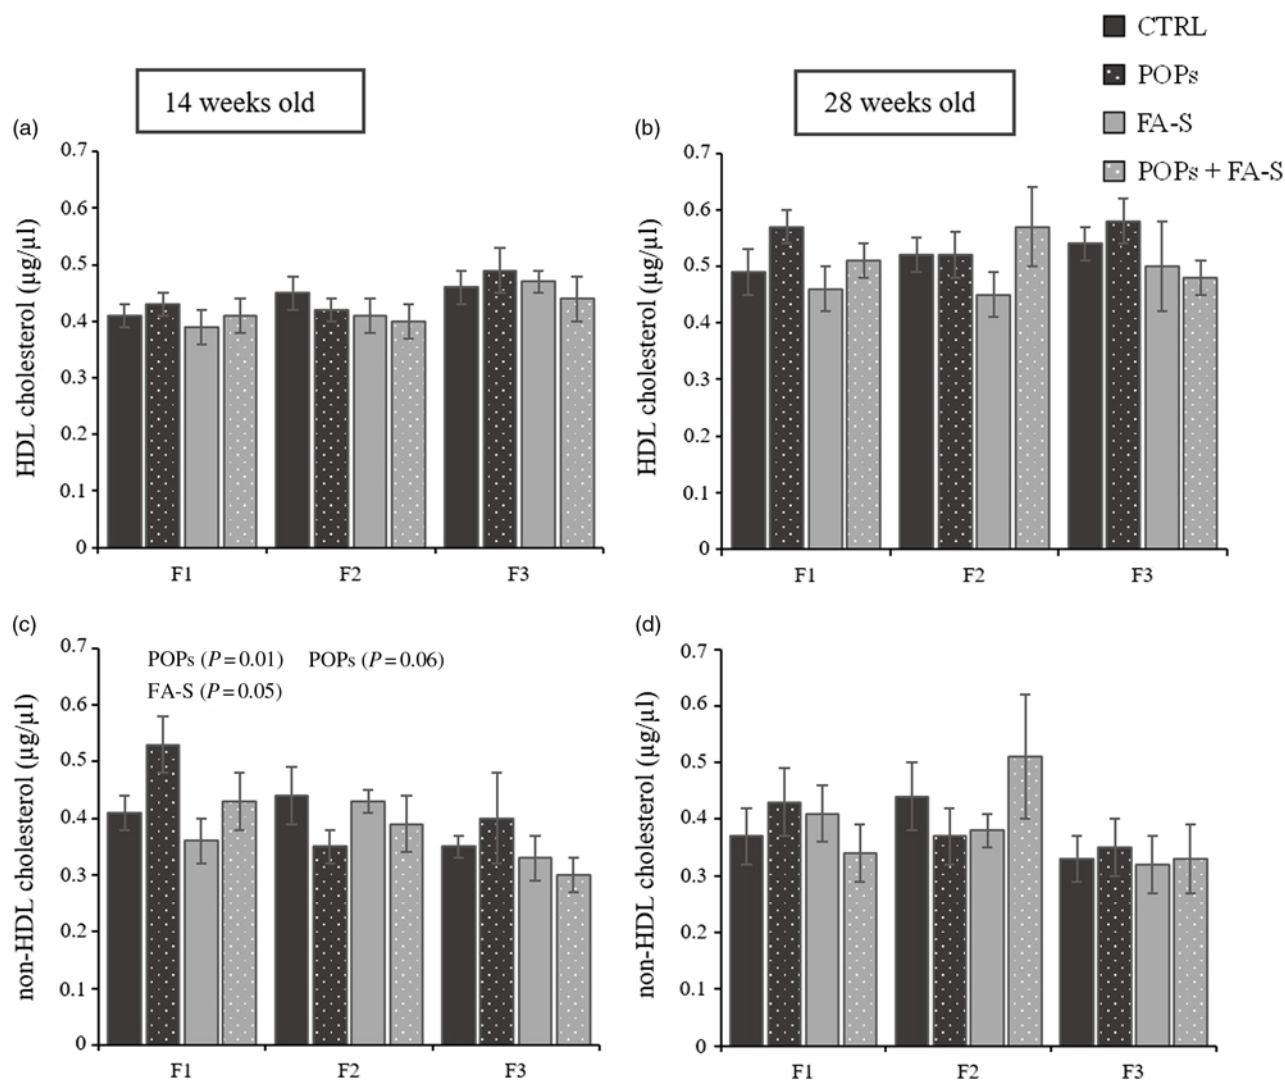 CTRL
POPs
FA-S
POPs + FA-S
14 weeks old
28 weeks old
(a)
HDL cholesterol (µg/µl)
0.7
0.6
0.5
0.4
0.3
0.2
0.1
0
F1 F2 F3
(b)
HDL cholesterol (µg/µl)
0.7
0.6
0.5
0.4
0.3
0.2
0.1
0
F1 F2 F3
(c)
non-HDL cholesterol (µg/µl)
0.7
0.6
0.5
0.4
0.3
0.2
0.1
0
POPs (P=0.01) POPs (P=0.06)
FA-S (P=0.05)
F1 F2 F3
(d)
non-HDL cholesterol (µg/µl)
0.7
0.6
0.5
0.4
0.3
0.2
0.1
0
F1 F2 F3